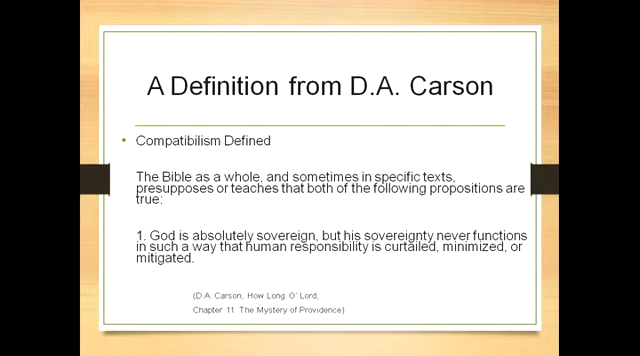 A Definition from D.A. Carson
• Compatibilism Defined
The Bible as a whole, and sometimes in specific texts,
presupposes or teaches that both of the following propositions are
true:
1. God is absolutely sovereign, but his sovereignty never functions
in such a way that human responsibility is curtailed, minimized, or
mitigated.
(D.A. Carson, How Long O' Lord,
Chapter 11: The Mystery of Providence)